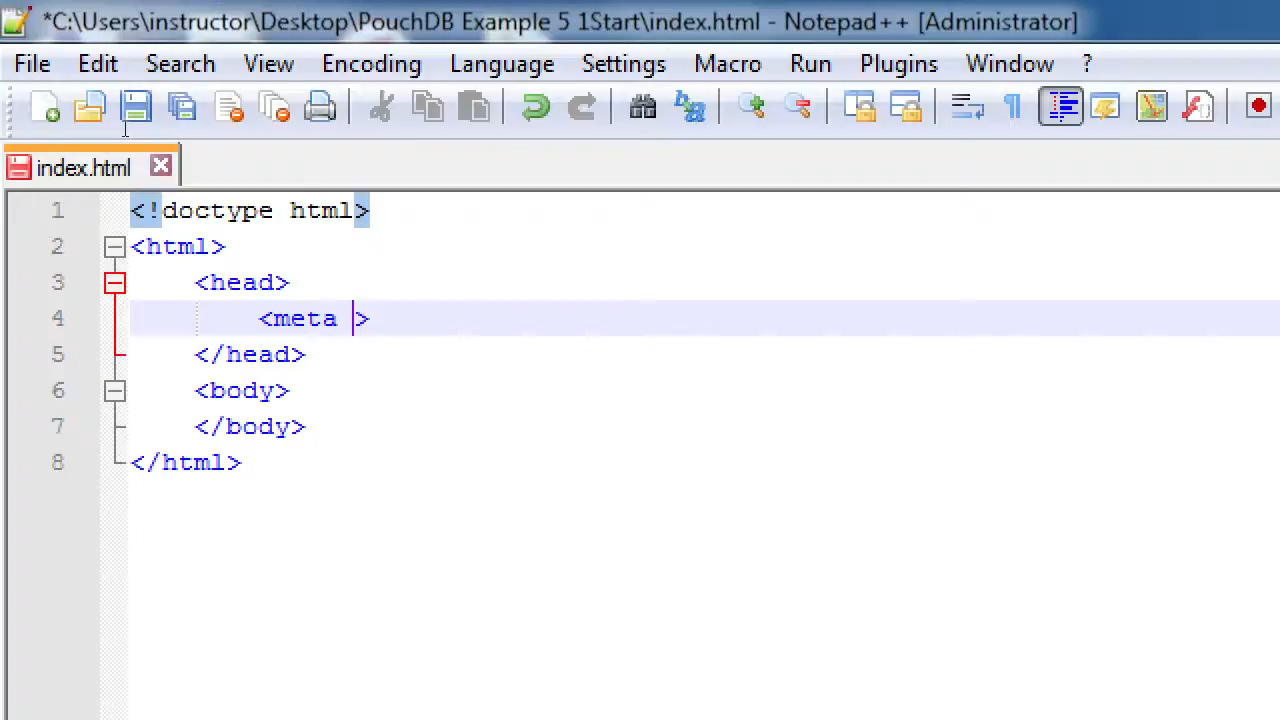 *C:\Users\instructor\Desktop\PouchDB Example 5 1Start\index.html - Notepad++ [Administrator]
File Edit Search View Encoding Language Settings Macro Run Plugins Window ?
index.html
1 <!doctype html>
2 <html>
3 <head>
4 <meta >
5 </head>
6 <body>
7 </body>
8 </html>